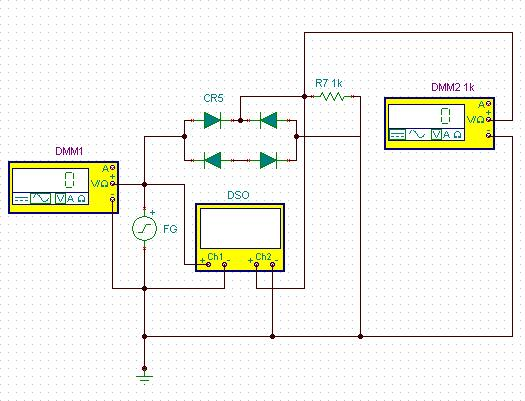 R7 1k
DMM2 1k
CR5
A
+
V/Ω
-
0
V A Ω
DMM1
A
+
V/Ω
-
0
V A Ω
DSO
+
FG
Ch1
Ch2
+ - + -